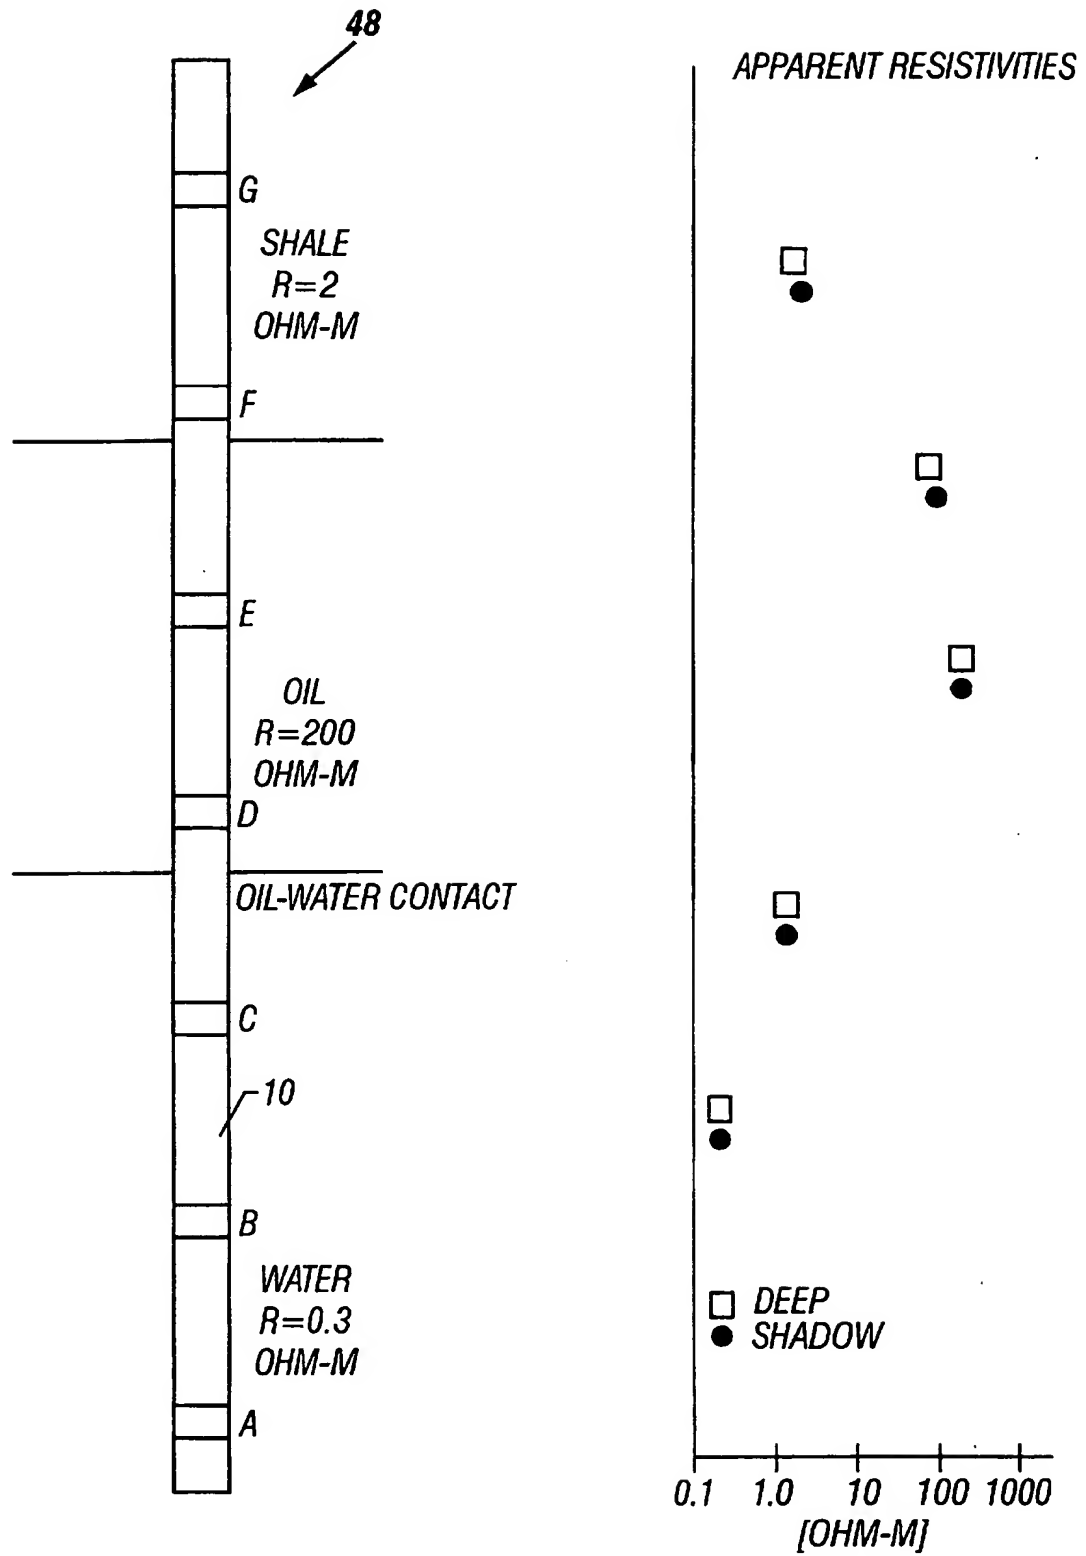 48
APPARENT RESISTIVITIES
G
SHALE
R=2
OHM-M
F
E
OIL
R=200
OHM-M
D
OIL-WATER CONTACT
C
10
B
WATER
R=0.3
OHM-M
A
DEEP
SHADOW
0.1 1.0 10 100 1000
[OHM-M]